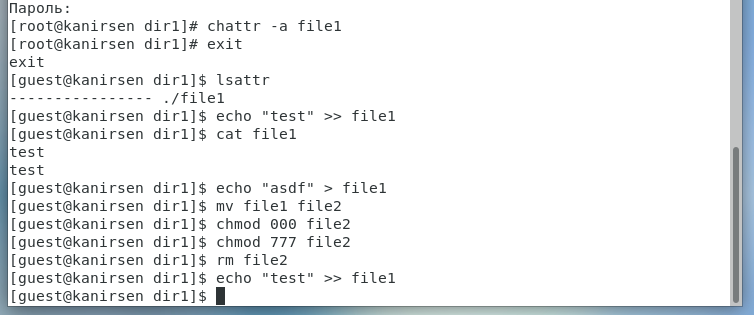 Пароль:
[root@kanirsen dir1]# chattr -a file1
[root@kanirsen dir1]# exit
exit
[guest@kanirsen dir1]$ lsattr
---------------- ./file1
[guest@kanirsen dir1]$ echo "test" >> file1
[guest@kanirsen dir1]$ cat file1
test
test
[guest@kanirsen dir1]$ echo "asdf" > file1
[guest@kanirsen dir1]$ mv file1 file2
[guest@kanirsen dir1]$ chmod 000 file2
[guest@kanirsen dir1]$ chmod 777 file2
[guest@kanirsen dir1]$ rm file2
[guest@kanirsen dir1]$ echo "test" >> file1
[guest@kanirsen dir1]$